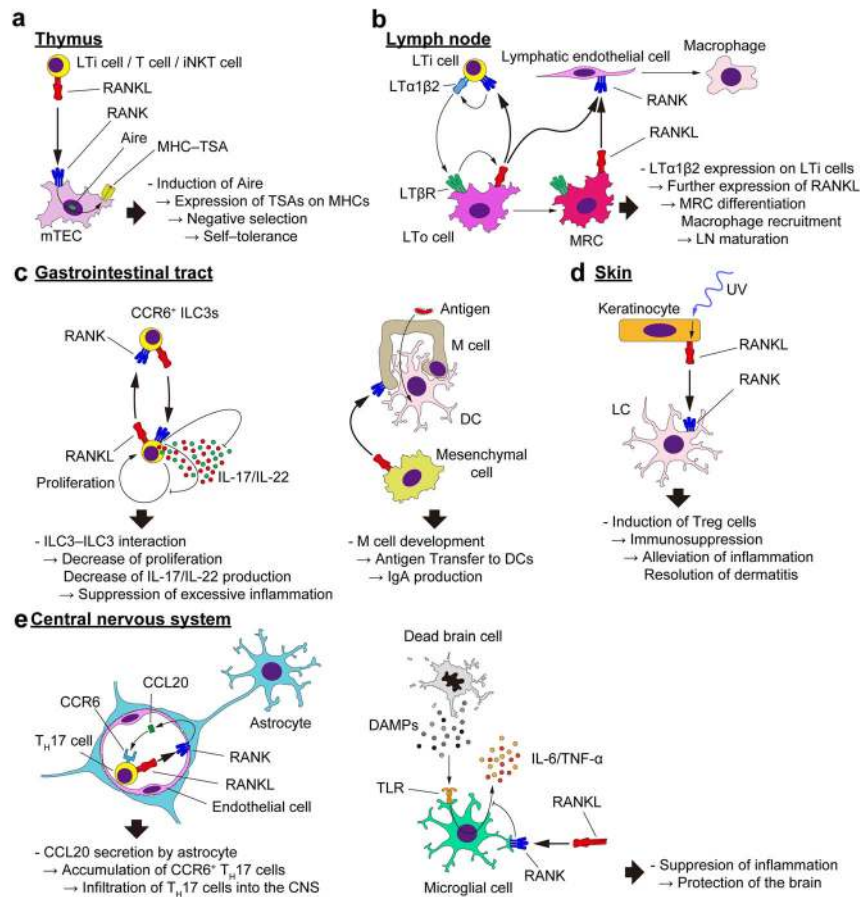 a
Thymus
LTi cell / T cell / iNKT cell
RANKL
RANK
Aire
MHC–TSA
mTEC
- Induction of Aire
→ Expression of TSAs on MHCs
→ Negative selection
→ Self–tolerance
b
Lymph node
LTi cell
Lymphatic endothelial cell
Macrophage
LTα1β2
RANK
RANKL
LTβR
LTo cell
MRC
- LTα1β2 expression on LTi cells
→ Further expression of RANKL
→ MRC differentiation
Macrophage recruitment
→ LN maturation
c
Gastrointestinal tract
CCR6⁺ ILC3s
RANK
RANKL
Proliferation
IL-17/IL-22
- ILC3–ILC3 interaction
→ Decrease of proliferation
Decrease of IL-17/IL-22 production
→ Suppression of excessive inflammation
Antigen
M cell
DC
Mesenchymal
cell
- M cell development
→ Antigen Transfer to DCs
→ IgA production
d
Skin
UV
Keratinocyte
RANKL
RANK
LC
- Induction of Treg cells
→ Immunosuppression
→ Alleviation of inflammation
Resolution of dermatitis
e
Central nervous system
CCL20
CCR6
Astrocyte
T_H17 cell
RANK
RANKL
Endothelial cell
- CCL20 secretion by astrocyte
→ Accumulation of CCR6⁺ T_H17 cells
→ Infiltration of T_H17 cells into the CNS
Dead brain cell
DAMPs
IL-6/TNF-α
TLR
RANKL
RANK
Microglial cell
- Suppresion of inflammation
→ Protection of the brain